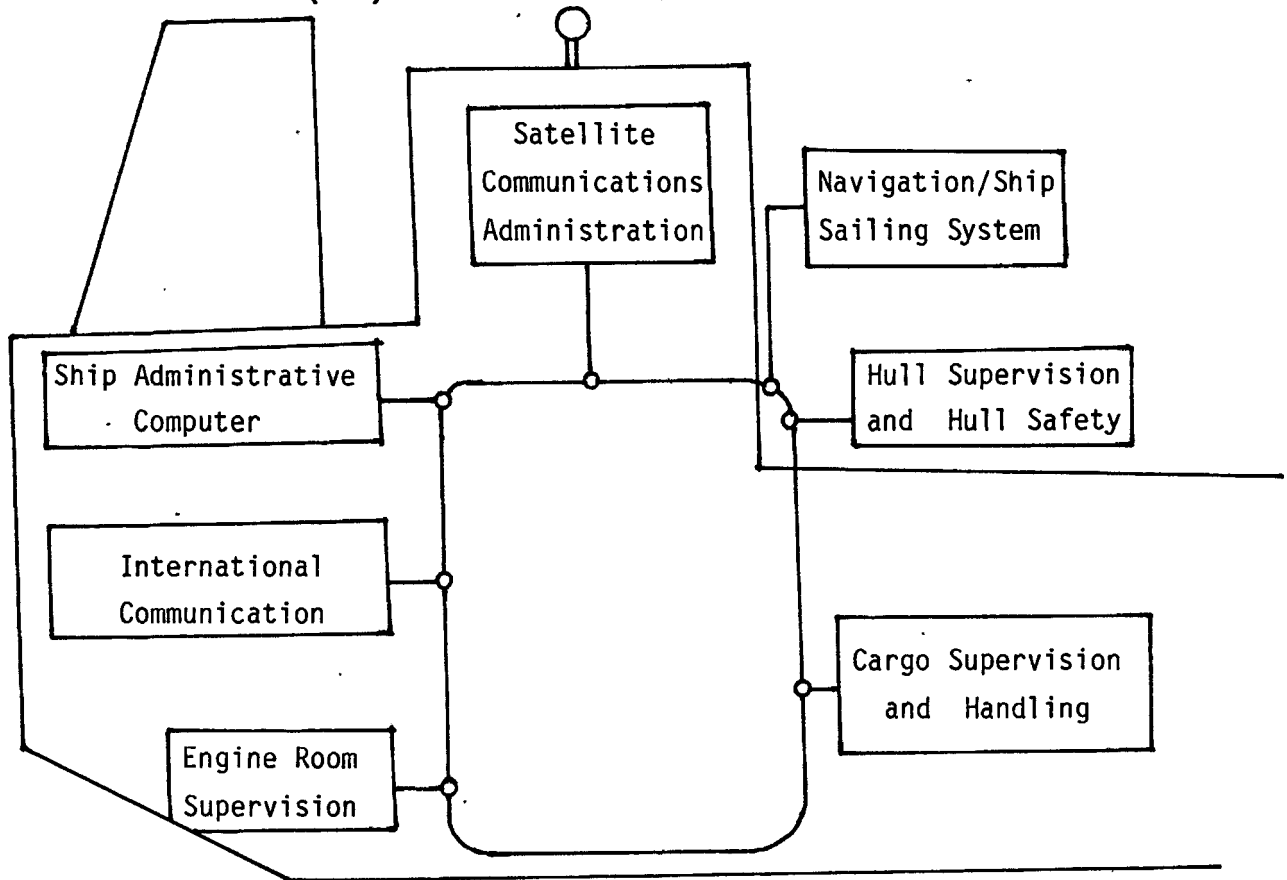 Satellite
Communications
Administration
Navigation/Ship
Sailing System
Ship Administrative
Computer
Hull Supervision
and Hull Safety
International
Communication
Cargo Supervision
and Handling
Engine Room
Supervision